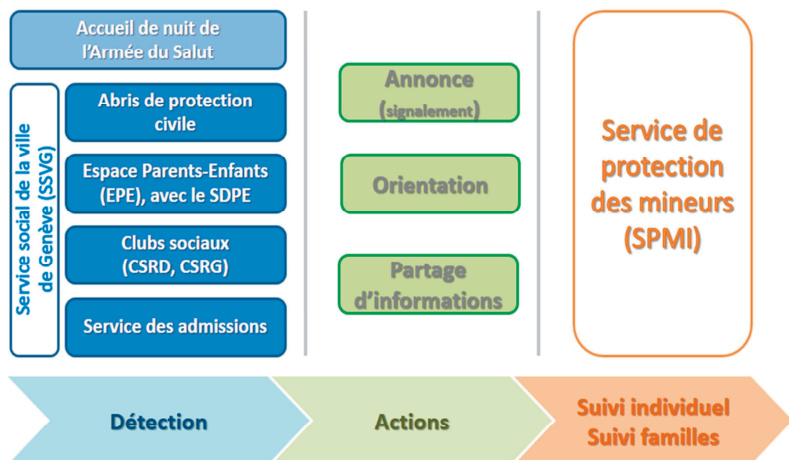 Accueil de nuit de
l'Armée du Salut
Service social de la ville
de Genève (SSVG)
Abris de protection
civile
Espace Parents-Enfants
(EPE), avec le SDPE
Clubs sociaux
(CSRD, CSRG)
Service des admissions
Annonce
(signalement)
Orientation
Partage
d'informations
Service de
protection
des mineurs
(SPMI)
Détection
Actions
Suivi individuel
Suivi familles